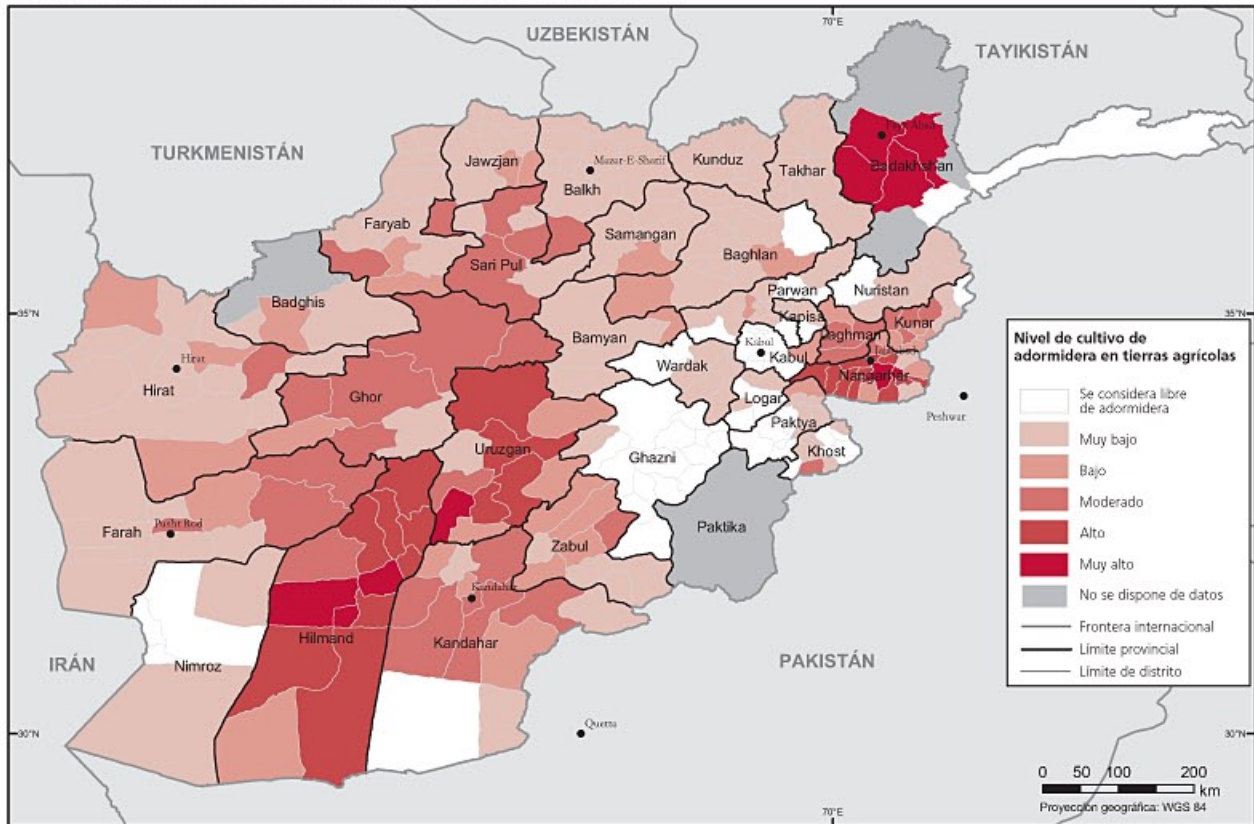 70°E
UZBEKISTÁN
TAYIKISTÁN
TURKMENISTÁN
Jawzjan
Mazar-E-Sharif
Balkh
Kunduz
Takhar
Badakhshan
Faryab
Samangan
Sari Pul
Baghlan
Badghis
35°N
35°N
Parwan
Nuristan
Kapisa
Kunar
Laghman
Bamyan
Kabul
Kabul
Wardak
Nangarhar
Hirat
Hirat
Logar
Ghor
Paktya
Peshwar
Khost
Uruzgan
Ghazni
Farah
Pusht Rod
Zabul
Paktika
Kandahar
Kandahar
Hilmand
Nimroz
IRÁN
PAKISTÁN
Quetta
30°N
30°N
70°E
Nivel de cultivo de
adormidera en tierras agrícolas
Se considera libre
de adormidera
Muy bajo
Bajo
Moderado
Alto
Muy alto
No se dispone de datos
Frontera internacional
Límite provincial
Límite de distrito
0 50 100 200
km
Proyección geográfica: WGS 84